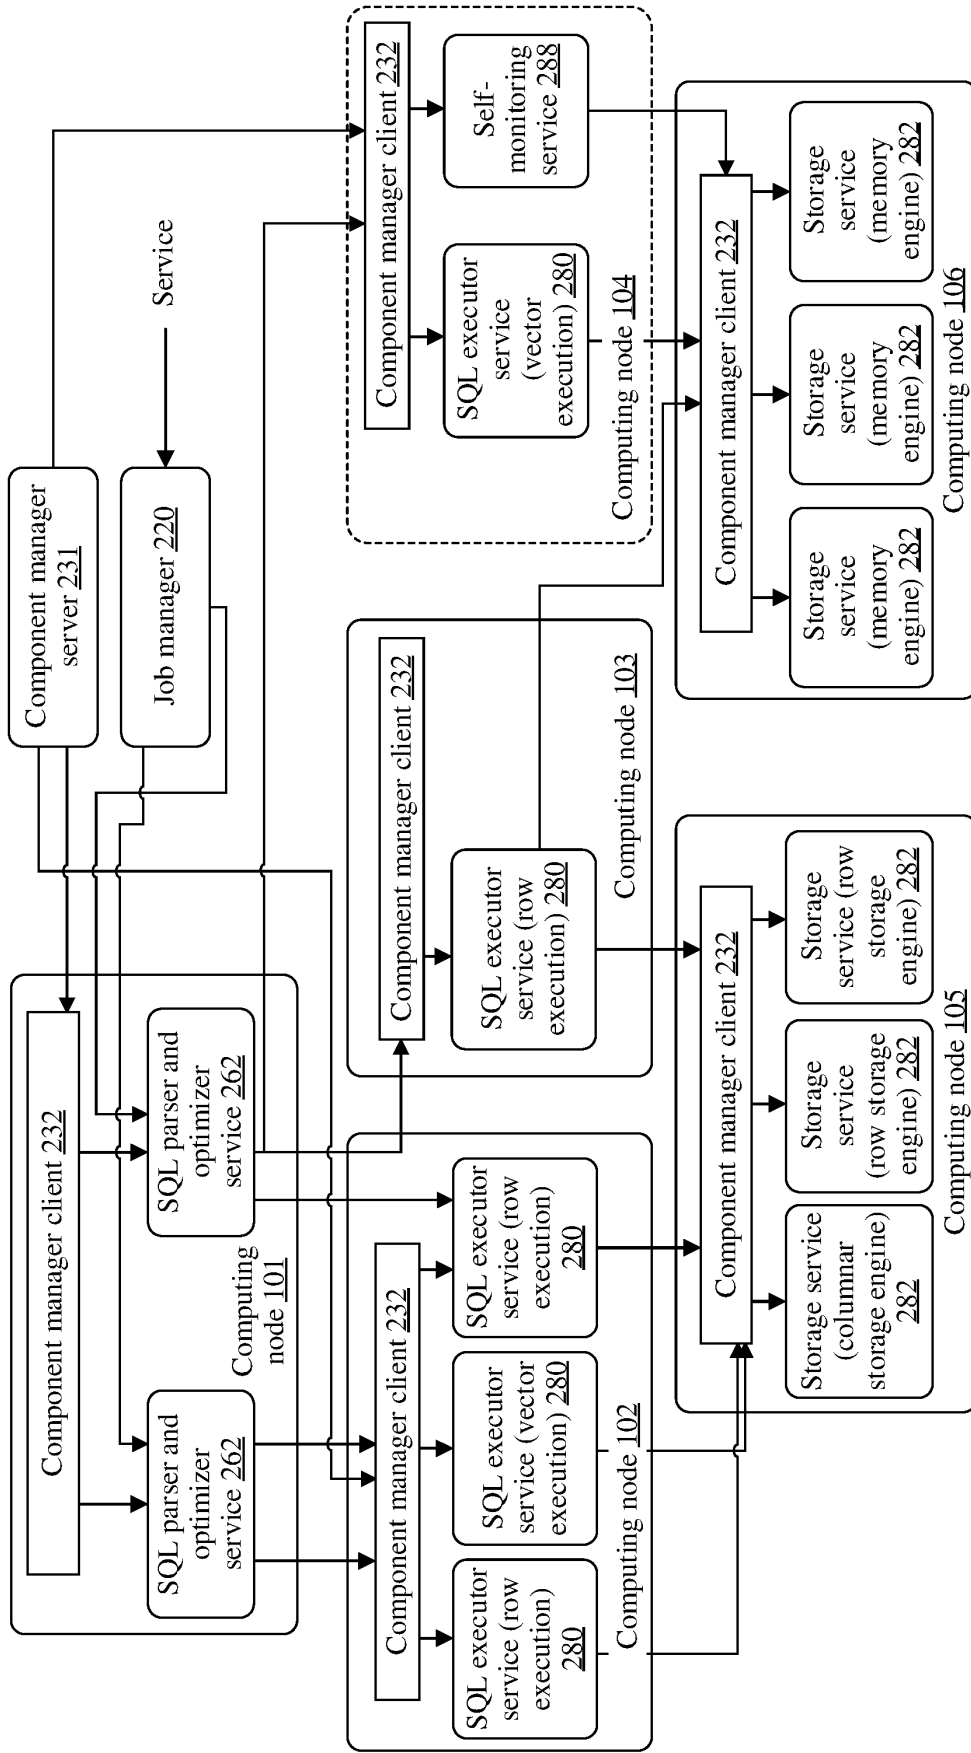 Component manager
server 231
Job manager 220
Service
Component manager client 232
SQL parser and
optimizer
service 262
SQL parser and
optimizer
service 262
Computing
node 101
Component manager client 232
SQL executor
service (row
execution)
280
SQL executor
service (vector
execution) 280
SQL executor
service (row
execution)
280
Computing node 102
Component manager client 232
SQL executor
service (row
execution) 280
Computing node 103
Component manager client 232
SQL executor
service
(vector
execution) 280
Self-
monitoring
service 288
Computing node 104
Component manager client 232
Storage service
(columnar
storage engine)
282
Storage
service
(row storage
engine) 282
Storage
service (row
storage
engine) 282
Computing node 105
Component manager client 232
Storage
service
(memory
engine) 282
Storage
service
(memory
engine) 282
Storage
service
(memory
engine) 282
Computing node 106